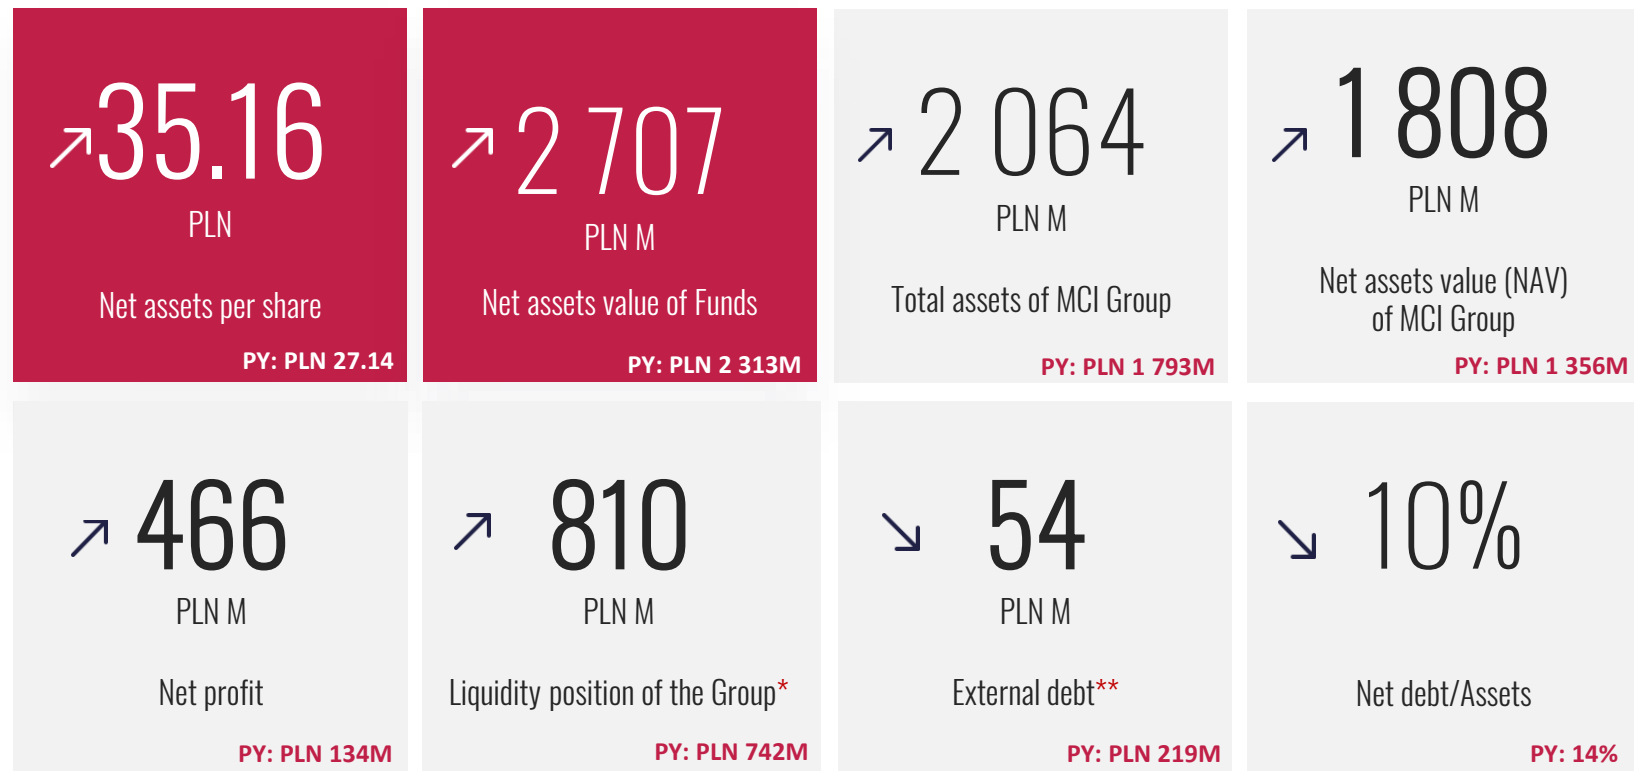 35.16
PLN
Net assets per share
PY: PLN 27.14
2 707
PLN M
Net assets value of Funds
PY: PLN 2 313M
2 064
PLN M
Total assets of MCI Group
PY: PLN 1 793M
1 808
PLN M
Net assets value (NAV)
of MCI Group
PY: PLN 1 356M
466
PLN M
Net profit
PY: PLN 134M
810
PLN M
Liquidity position of the Group*
PY: PLN 742M
54
PLN M
External debt**
PY: PLN 219M
10%
Net debt/Assets
PY: 14%